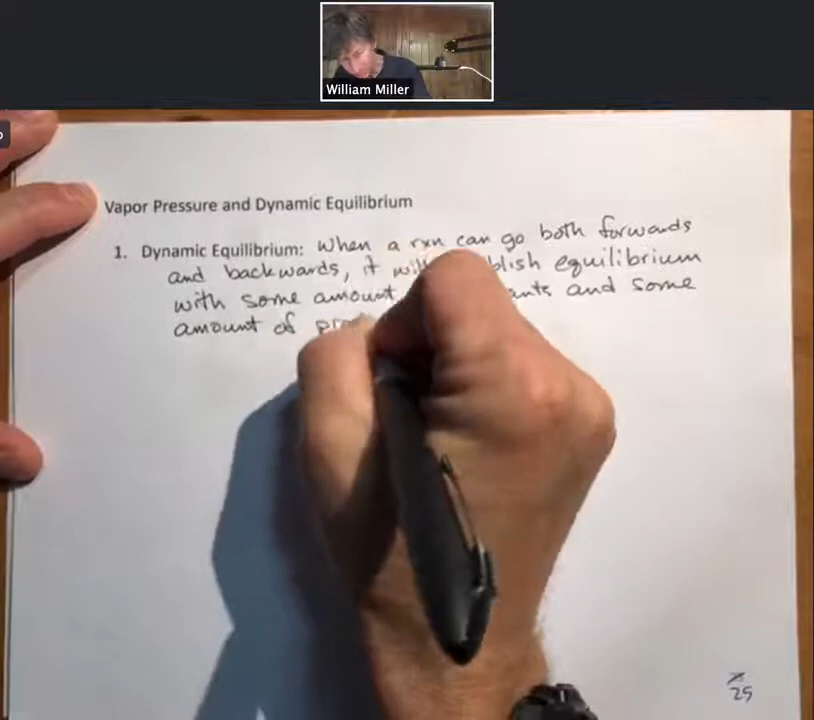 William Miller
Vapor Pressure and Dynamic Equilibrium
1. Dynamic Equilibrium: When a rxn can go both forwards
and backwards, it equilibrium
with some amount and some
amount of
25